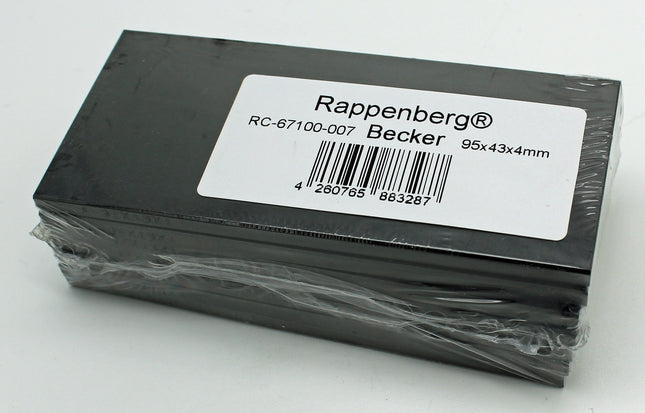 Rappenberg®
RC-67100-007 Becker 95x43x4mm
4 260765 883287